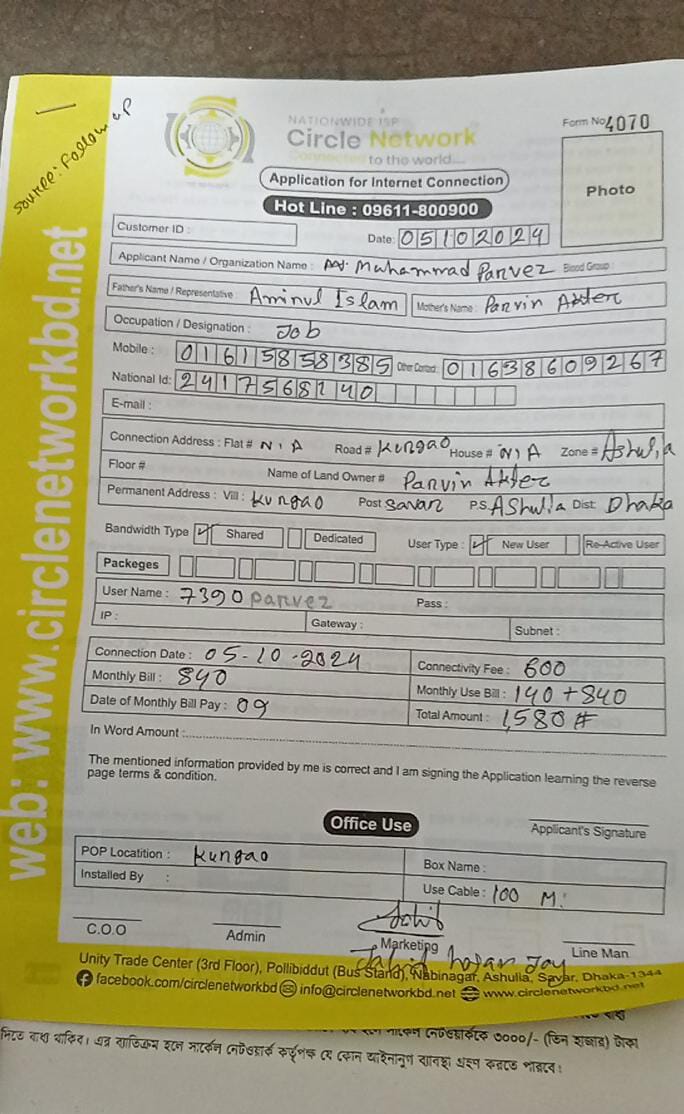 Source: Follow up
NATIONWIDE ISP
Circle Network
Connected to the world....
Form No 4070
Application for Internet Connection
Photo
Hot Line : 09611-800900
Customer ID :
Date: 05102024
Applicant Name / Organization Name : Md. Muhammad Parvez Blood Group :
Father's Name / Representative : Aminul Islam Mother's Name : Parvin Akter
Occupation / Designation : Job
Mobile : 01615858385 Other Contact: 01638609267
National Id: 2417568140
E-mail :
Connection Address : Flat # N/A Road # Kungao House # N/A Zone # Ashulia
Floor # Name of Land Owner # Parvin Akter
Permanent Address : Vill : Kungao Post Savar P.S. Ashulia Dist: Dhaka
Bandwidth Type Shared Dedicated User Type : New User Re-Active User
Packeges
User Name : 7390parvez Pass :
IP : Gateway : Subnet :
Connection Date : 05-10-2024 Connectivity Fee : 600
Monthly Bill : 840 Monthly Use Bill : 140+840
Date of Monthly Bill Pay : 09 Total Amount : 1,580#
In Word Amount :
The mentioned information provided by me is correct and I am signing the Application learning the reverse
page terms & condition.
Office Use
Applicant's Signature
POP Locatition : Kungao Box Name :
Installed By : Use Cable : 100 M:
C.O.O Admin Marketing Line Man
Unity Trade Center (3rd Floor), Pollibiddut (Bus Stand), Nabinagar, Ashulia, Savar, Dhaka-1344
facebook.com/circlenetworkbd info@circlenetworkbd.net www.circlenetworkbd.net
web: www.circlenetworkbd.net
নেটওয়ার্ককে ৩০০০/- (তিন হাজার) টাকা
দিতে বাধ্য থাকিব। এর ব্যতিক্রম হলে সার্কেল নেটওয়ার্ক কর্তৃপক্ষ যে কোন আইনানুগ ব্যবস্থা গ্রহণ করতে পারবে।